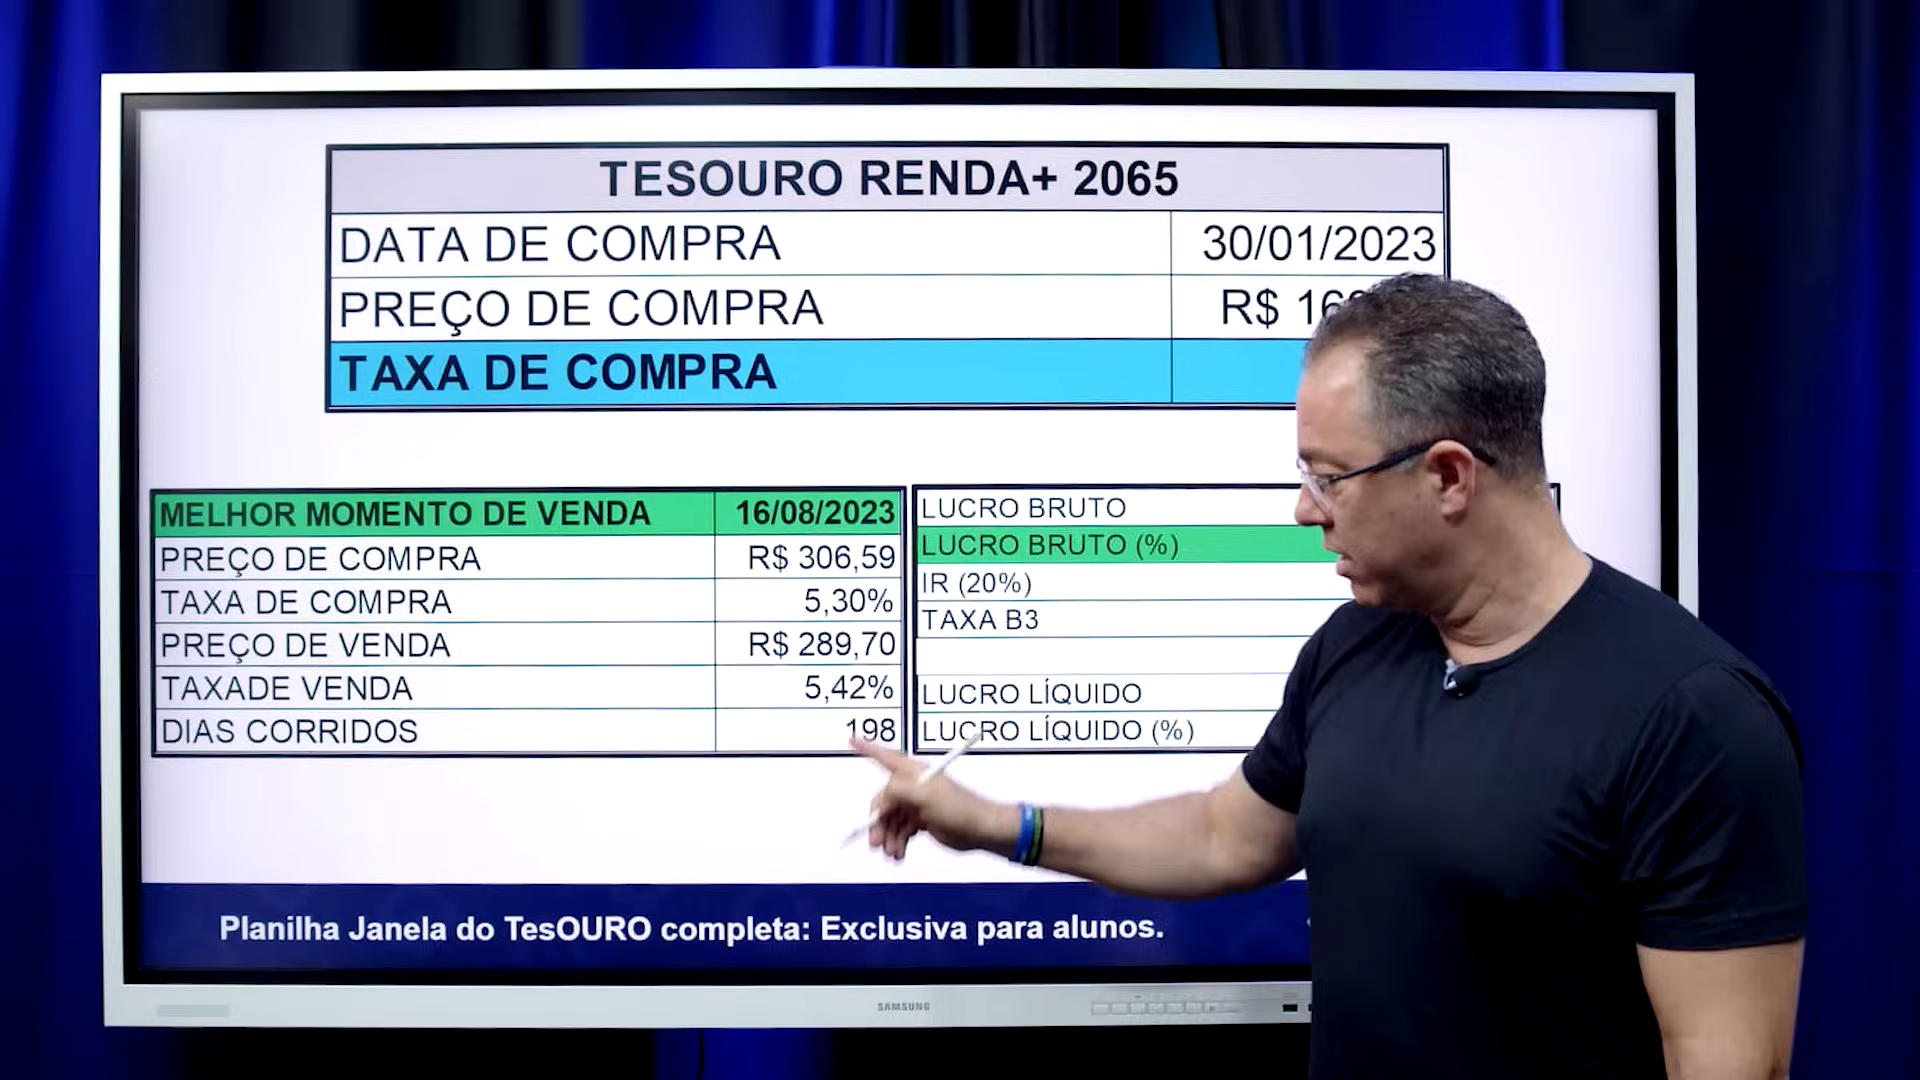 TESOURO RENDA+ 2065
DATA DE COMPRA 30/01/2023
PREÇO DE COMPRA R$
TAXA DE COMPRA
MELHOR MOMENTO DE VENDA 16/08/2023
PREÇO DE COMPRA R$ 306,59
TAXA DE COMPRA 5,30%
PREÇO DE VENDA R$ 289,70
TAXADE VENDA 5,42%
DIAS CORRIDOS 198
LUCRO BRUTO
LUCRO BRUTO (%)
IR (20%)
TAXA B3
LUCRO LÍQUIDO
LUCRO LÍQUIDO (%)
Planilha Janela do TesOURO completa: Exclusiva para alunos.
SAMSUNG